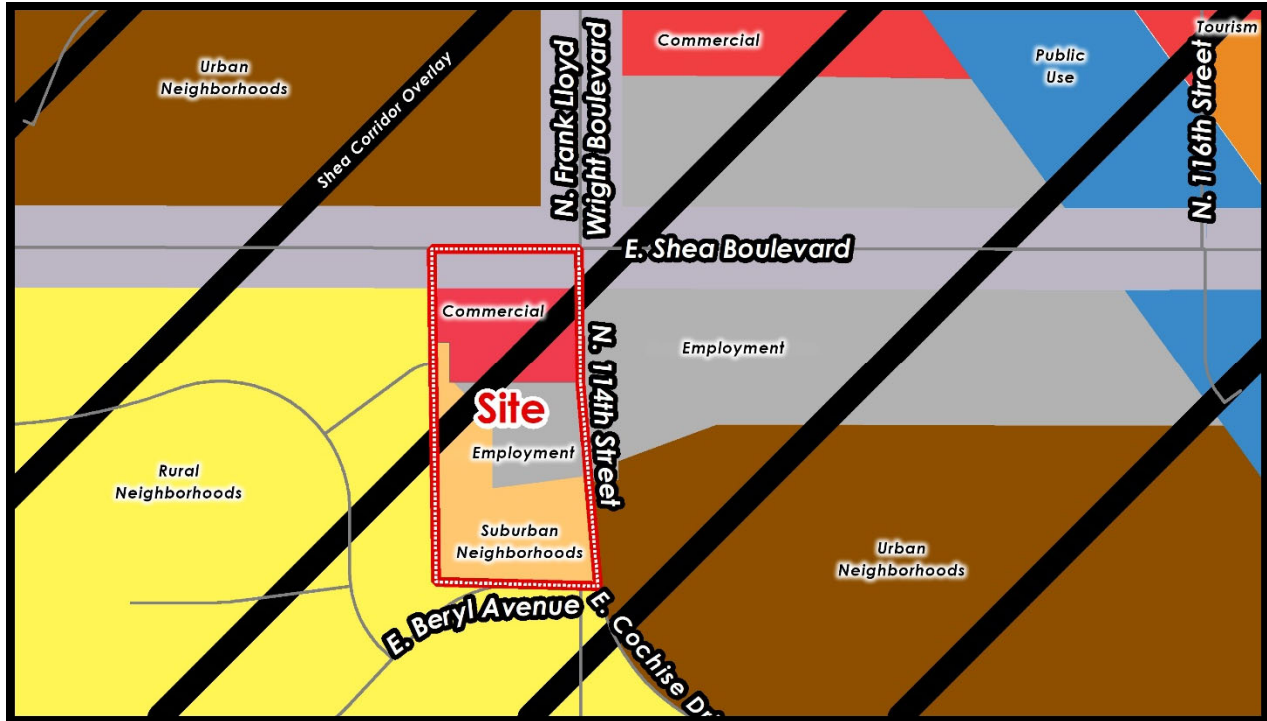 Urban
Neighborhoods
Shea Corridor Overlay
N. Frank Lloyd
Wright Boulevard
Commercial
Public
Use
Tourism
N. 116th Street
E. Shea Boulevard
Commercial
N. 114th Street
Employment
Site
Employment
Rural
Neighborhoods
Suburban
Neighborhoods
Urban
Neighborhoods
E. Beryl Avenue
E. Cochise Dr